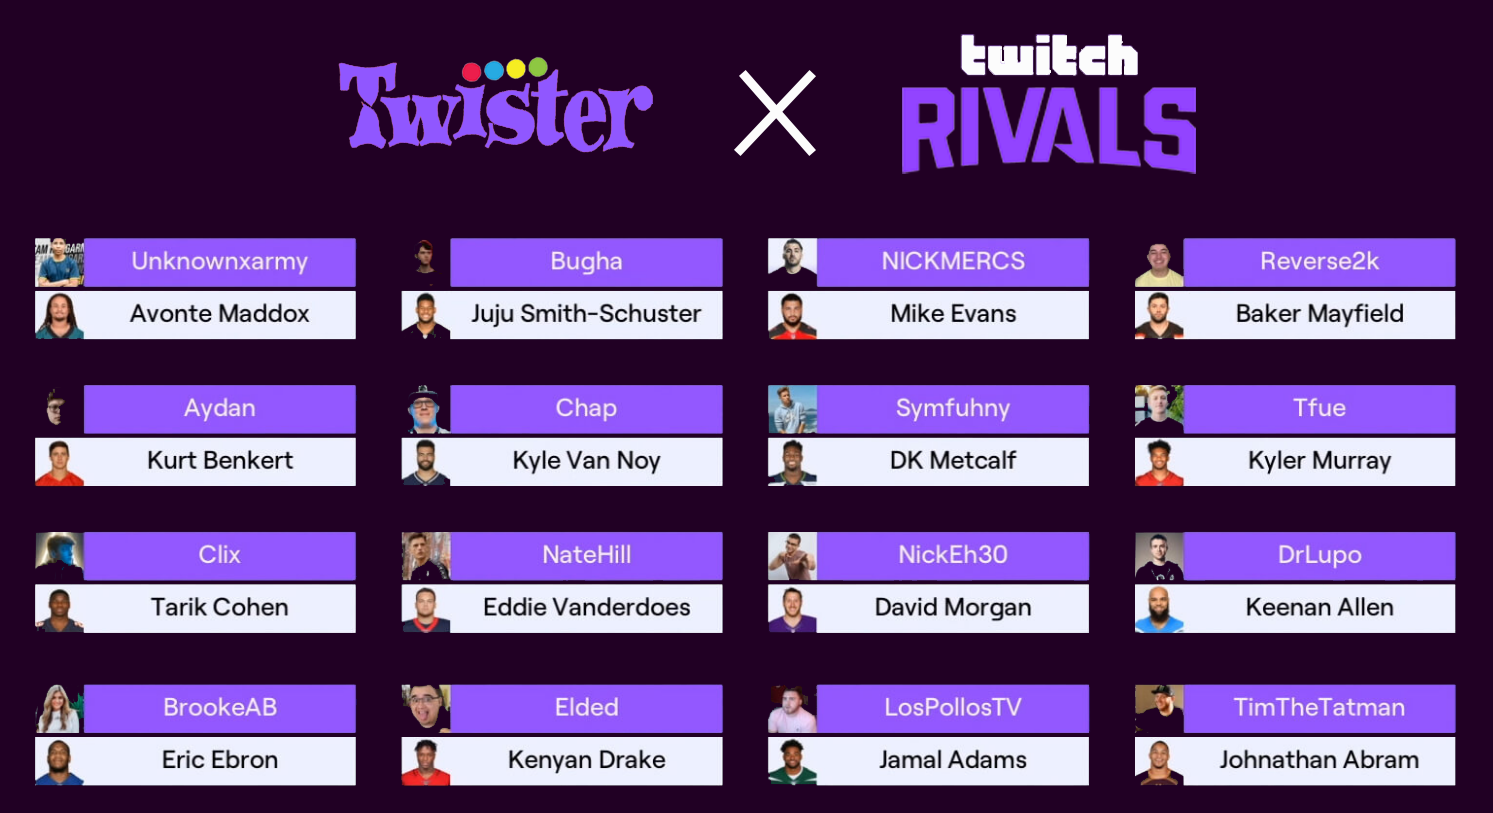 Twister
twitch
RIVALS
Unknownxarmy
Avonte Maddox
Bugha
Juju Smith-Schuster
NICKMERCS
Mike Evans
Reverse2k
Baker Mayfield
Aydan
Kurt Benkert
Chap
Kyle Van Noy
Symfuhny
DK Metcalf
Tfue
Kyler Murray
Clix
Tarik Cohen
NateHill
Eddie Vanderdoes
NickEh30
David Morgan
DrLupo
Keenan Allen
BrookeAB
Eric Ebron
Elded
Kenyan Drake
LosPollosTV
Jamal Adams
TimTheTatman
Johnathan Abram